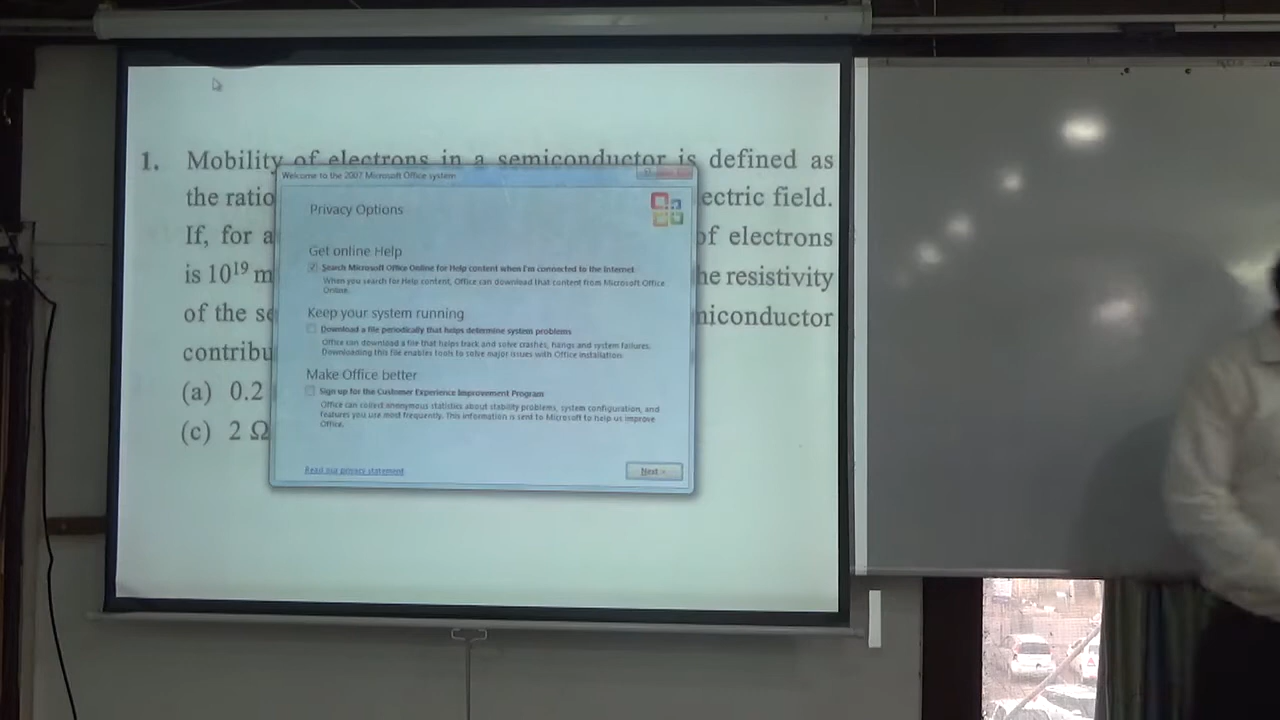 1. Mobility of electrons in a semiconductor is defined as
the ratio
ectric field.
If, for a
of electrons
is 10¹⁹ m
he resistivity
of the se
niconductor
contribu
(a) 0.2
(c) 2 Ω
Welcome to the 2007 Microsoft Office system
Privacy Options
Get online Help
Search Microsoft Office Online for Help content when I'm connected to the Internet
When you search for Help content, Office can download that content from Microsoft Office
Online.
Keep your system running
Download a file periodically that helps determine system problems
Office can download a file that helps track and solve crashes, hangs and system failures.
Downloading this file enables tools to solve major issues with Office installation.
Make Office better
Sign up for the Customer Experience Improvement Program
Office can collect anonymous statistics about stability problems, system configuration, and
features you use most frequently. This information is sent to Microsoft to help us improve
Office.
Read our privacy statement
Next >